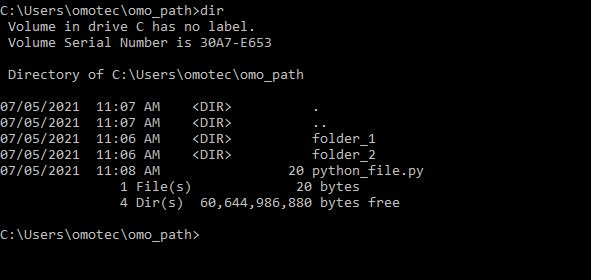 C:\Users\omotec\omo_path>dir
 Volume in drive C has no label.
 Volume Serial Number is 30A7-E653

 Directory of C:\Users\omotec\omo_path

07/05/2021  11:07 AM    <DIR>          .
07/05/2021  11:07 AM    <DIR>          ..
07/05/2021  11:06 AM    <DIR>          folder_1
07/05/2021  11:06 AM    <DIR>          folder_2
07/05/2021  11:08 AM                20 python_file.py
               1 File(s)             20 bytes
               4 Dir(s)  60,644,986,880 bytes free

C:\Users\omotec\omo_path>